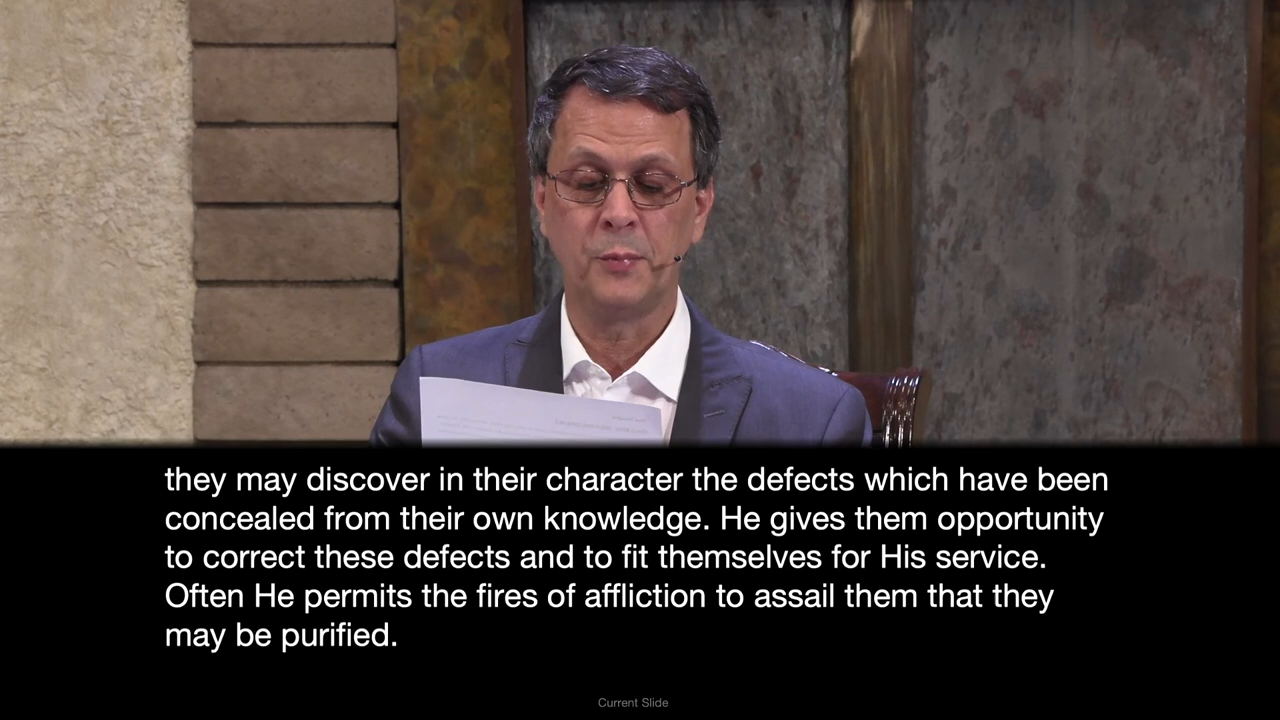 they may discover in their character the defects which have been
concealed from their own knowledge. He gives them opportunity
to correct these defects and to fit themselves for His service.
Often He permits the fires of affliction to assail them that they
may be purified.
Current Slide